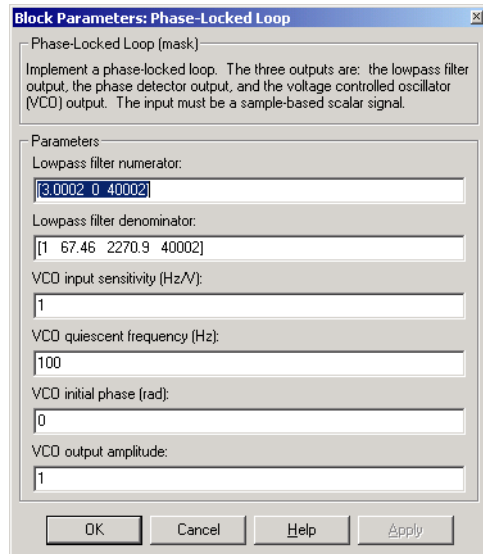 Block Parameters: Phase-Locked Loop
Phase-Locked Loop (mask)
Implement a phase-locked loop. The three outputs are: the lowpass filter
output, the phase detector output, and the voltage controlled oscillator
(VCO) output. The input must be a sample-based scalar signal.
Parameters
Lowpass filter numerator:
[3.0002 0 40002]
Lowpass filter denominator:
[1 67.46 2270.9 40002]
VCO input sensitivity (Hz/V):
1
VCO quiescent frequency (Hz):
100
VCO initial phase (rad):
0
VCO output amplitude:
1
OK Cancel Help Apply